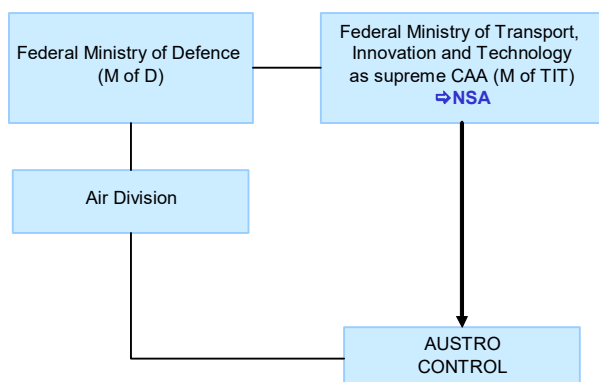 Federal Ministry of Defence
(M of D)
Federal Ministry of Transport,
Innovation and Technology
as supreme CAA (M of TIT)
⇨NSA
Air Division
AUSTRO
CONTROL